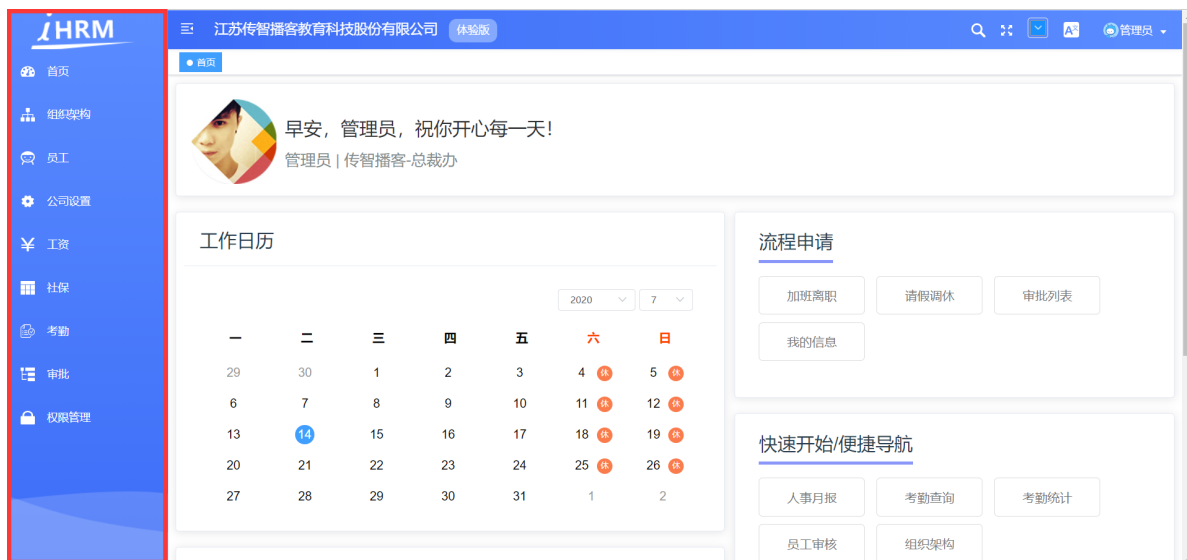 iHRM
首页
组织架构
员工
公司设置
工资
社保
考勤
审批
权限管理
江苏传智播客教育科技股份有限公司 体验版
管理员
首页
早安，管理员，祝你开心每一天！
管理员 | 传智播客-总裁办
工作日历
2020 7
一 二 三 四 五 六 日
29 30 1 2 3 4 休 5 休
6 7 8 9 10 11 休 12 休
13 14 15 16 17 18 休 19 休
20 21 22 23 24 25 休 26 休
27 28 29 30 31 1 2
流程申请
加班离职 请假调休 审批列表
我的信息
快速开始/便捷导航
人事月报 考勤查询 考勤统计
员工审核 组织架构